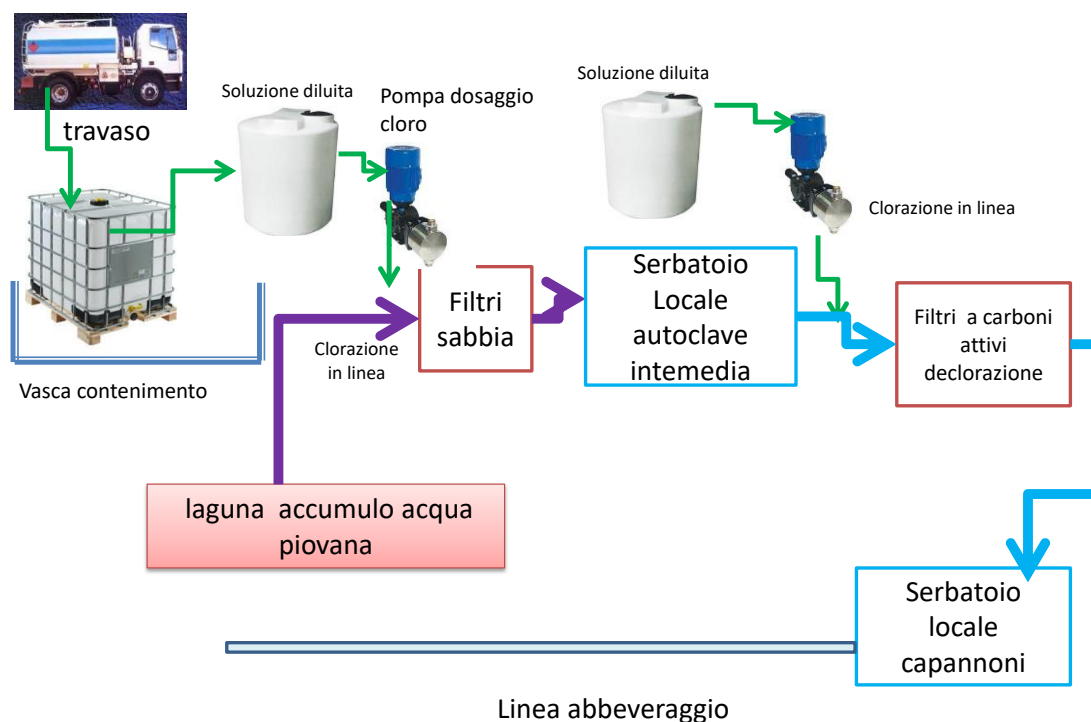 travaso
Soluzione diluita
Pompa dosaggio
cloro
Soluzione diluita
Clorazione in linea
Vasca contenimento
Clorazione
in linea
Filtri
sabbia
Serbatoio
Locale
autoclave
intemedia
Filtri a carboni
attivi
declorazione
laguna accumulo acqua
piovana
Serbatoio
locale
capannoni
Linea abbeveraggio